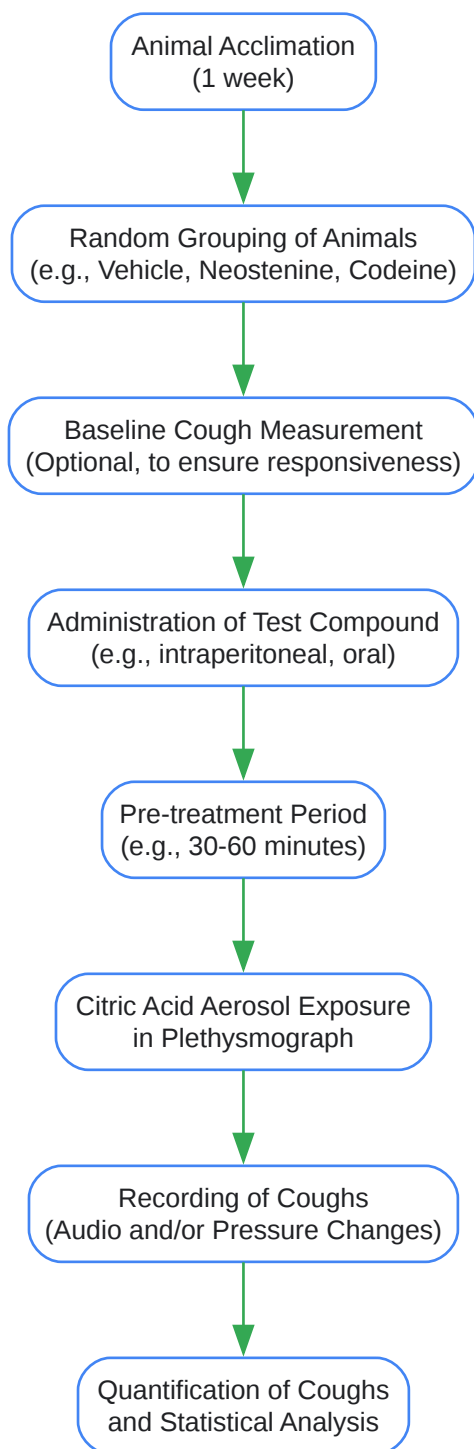 Animal Acclimation
(1 week)
Random Grouping of Animals
(e.g., Vehicle, Neostenine, Codeine)
Baseline Cough Measurement
(Optional, to ensure responsiveness)
Administration of Test Compound
(e.g., intraperitoneal, oral)
Pre-treatment Period
(e.g., 30-60 minutes)
Citric Acid Aerosol Exposure
in Plethysmograph
Recording of Coughs
(Audio and/or Pressure Changes)
Quantification of Coughs
and Statistical Analysis